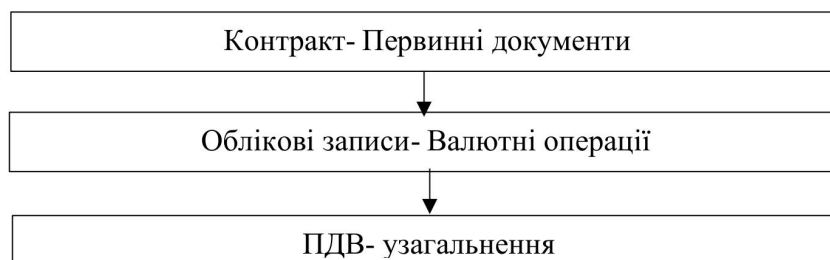 Контракт- Первинні документи
Облікові записи- Валютні операції
ПДВ- узагальнення